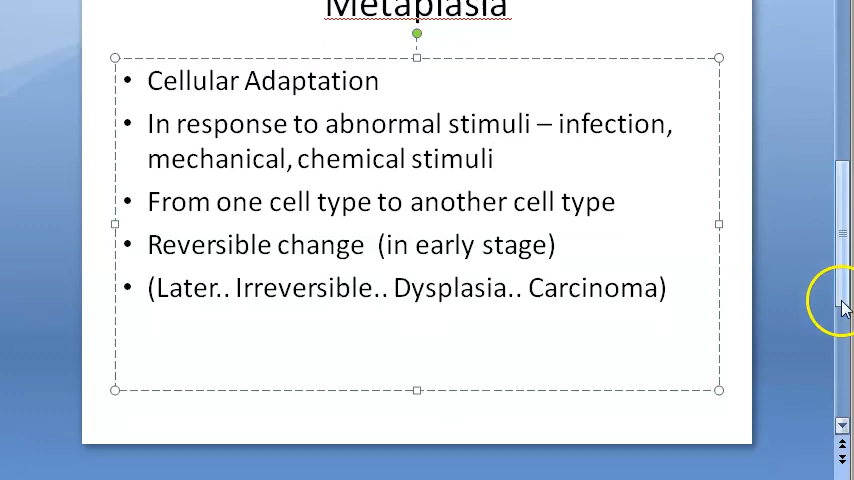 Metaplasia
• Cellular Adaptation
• In response to abnormal stimuli – infection,
mechanical, chemical stimuli
• From one cell type to another cell type
• Reversible change (in early stage)
• (Later.. Irreversible.. Dysplasia.. Carcinoma)